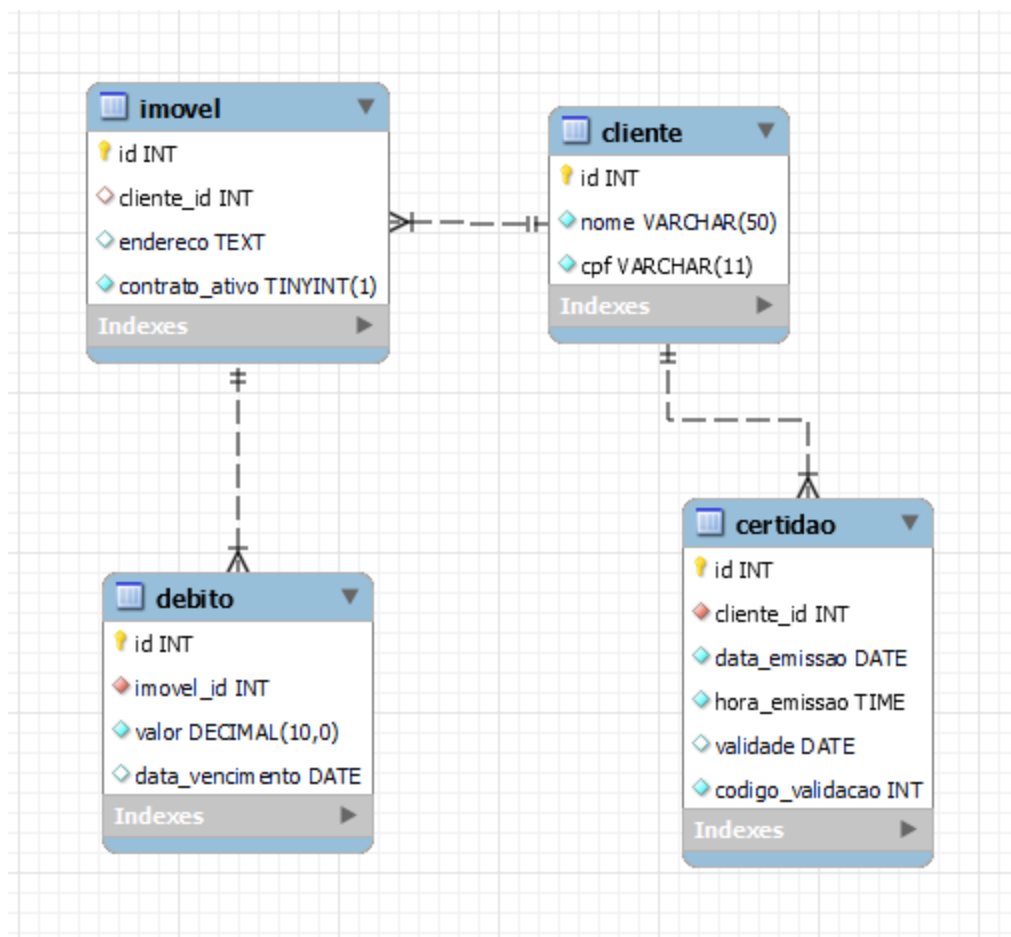 imovel
id INT
cliente_id INT
endereco TEXT
contrato_ativo TINYINT(1)
Indexes
cliente
id INT
nome VARCHAR(50)
cpf VARCHAR(11)
Indexes
debito
id INT
imovel_id INT
valor DECIMAL(10,0)
data_vencimento DATE
Indexes
certidao
id INT
cliente_id INT
data_emissao DATE
hora_emissao TIME
validade DATE
codigo_validacao INT
Indexes